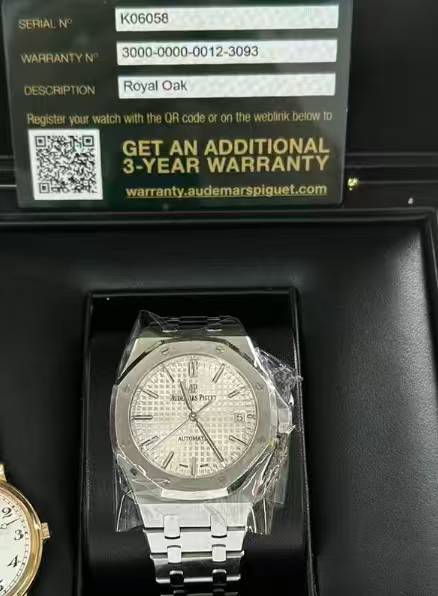 SERIAL N°
K06058
WARRANTY N°
3000-0000-0012-3093
DESCRIPTION
Royal Oak
Register your watch with the QR code or on the weblink below to
GET AN ADDITIONAL
3-YEAR WARRANTY
warranty.audemarspiguet.com
AP
AUDEMARS PIGUET
AUTOMATIC